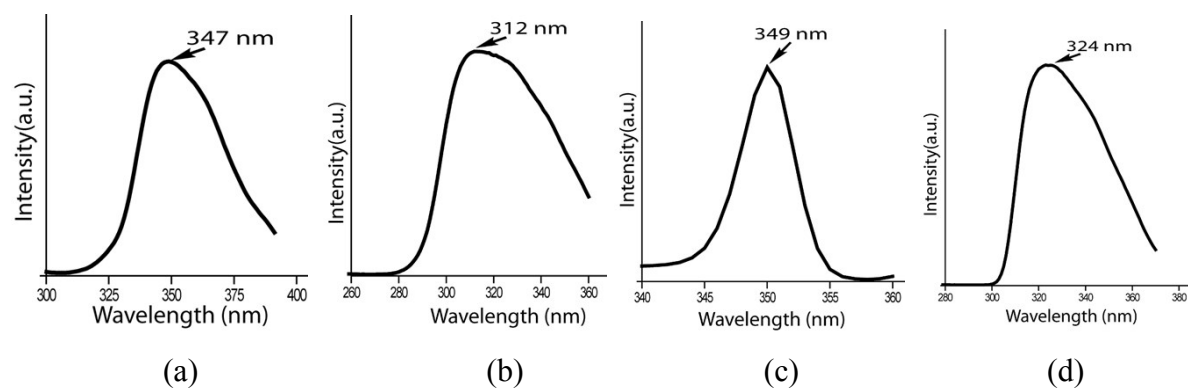 347 nm
Intensity(a.u.)
300 325 350 375 400
Wavelength (nm)
(a)
312 nm
Intensity(a.u.)
260 280 300 320 340 360
Wavelength (nm)
(b)
349 nm
Intensity(a.u.)
340 345 350 355 360
Wavelength (nm)
(c)
324 nm
Intensity(a.u.)
280 300 320 340 360 380
Wavelength (nm)
(d)